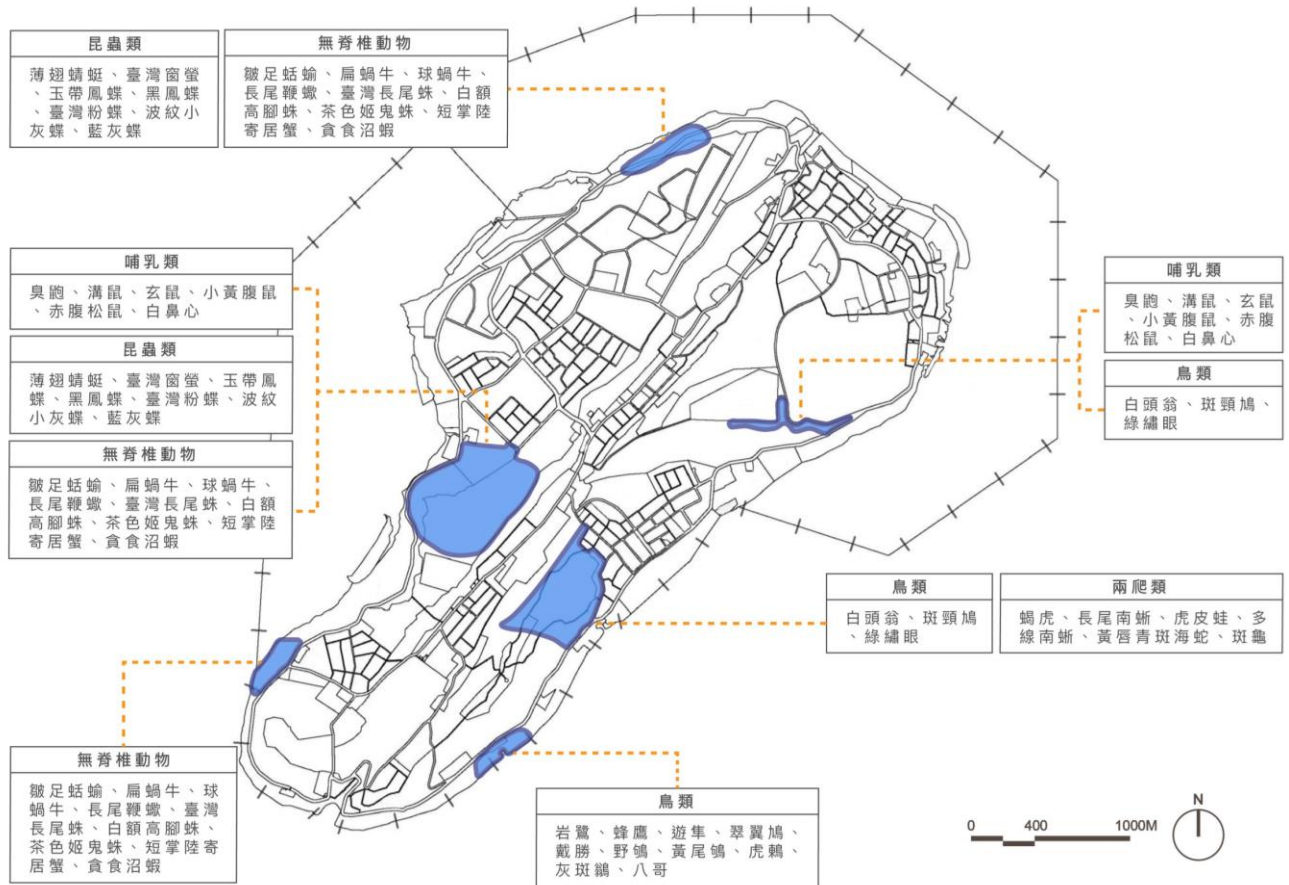 昆蟲類
薄翅蜻蜓、臺灣窗螢
、玉帶鳳蝶、黑鳳蝶
、臺灣粉蝶、波紋小
灰蝶、藍灰蝶
無脊椎動物
皺足蛞蝓、扁蝸牛、球蝸牛、
長尾鞭蠍、臺灣長尾蛛、白額
高腳蛛、茶色姬鬼蛛、短掌陸
寄居蟹、貪食沼蝦
哺乳類
臭鼩、溝鼠、玄鼠、小黃腹鼠
、赤腹松鼠、白鼻心
昆蟲類
薄翅蜻蜓、臺灣窗螢、玉帶鳳
蝶、黑鳳蝶、臺灣粉蝶、波紋
小灰蝶、藍灰蝶
無脊椎動物
皺足蛞蝓、扁蝸牛、球蝸牛、
長尾鞭蠍、臺灣長尾蛛、白額
高腳蛛、茶色姬鬼蛛、短掌陸
寄居蟹、貪食沼蝦
哺乳類
臭鼩、溝鼠、玄鼠
、小黃腹鼠、赤腹
松鼠、白鼻心
鳥類
白頭翁、斑頸鳩、
綠繡眼
鳥類
白頭翁、斑頸鳩
、綠繡眼
兩爬類
蝎虎、長尾南蜥、虎皮蛙、多
線南蜥、黃唇青斑海蛇、斑龜
無脊椎動物
皺足蛞蝓、扁蝸牛、球
蝸牛、長尾鞭蠍、臺灣
長尾蛛、白額高腳蛛、
茶色姬鬼蛛、短掌陸寄
居蟹、貪食沼蝦
鳥類
岩鷺、蜂鷹、遊隼、翠翼鳩、
戴勝、野鴝、黃尾鴝、虎鶇、
灰斑鶲、八哥
0 400 1000M
N